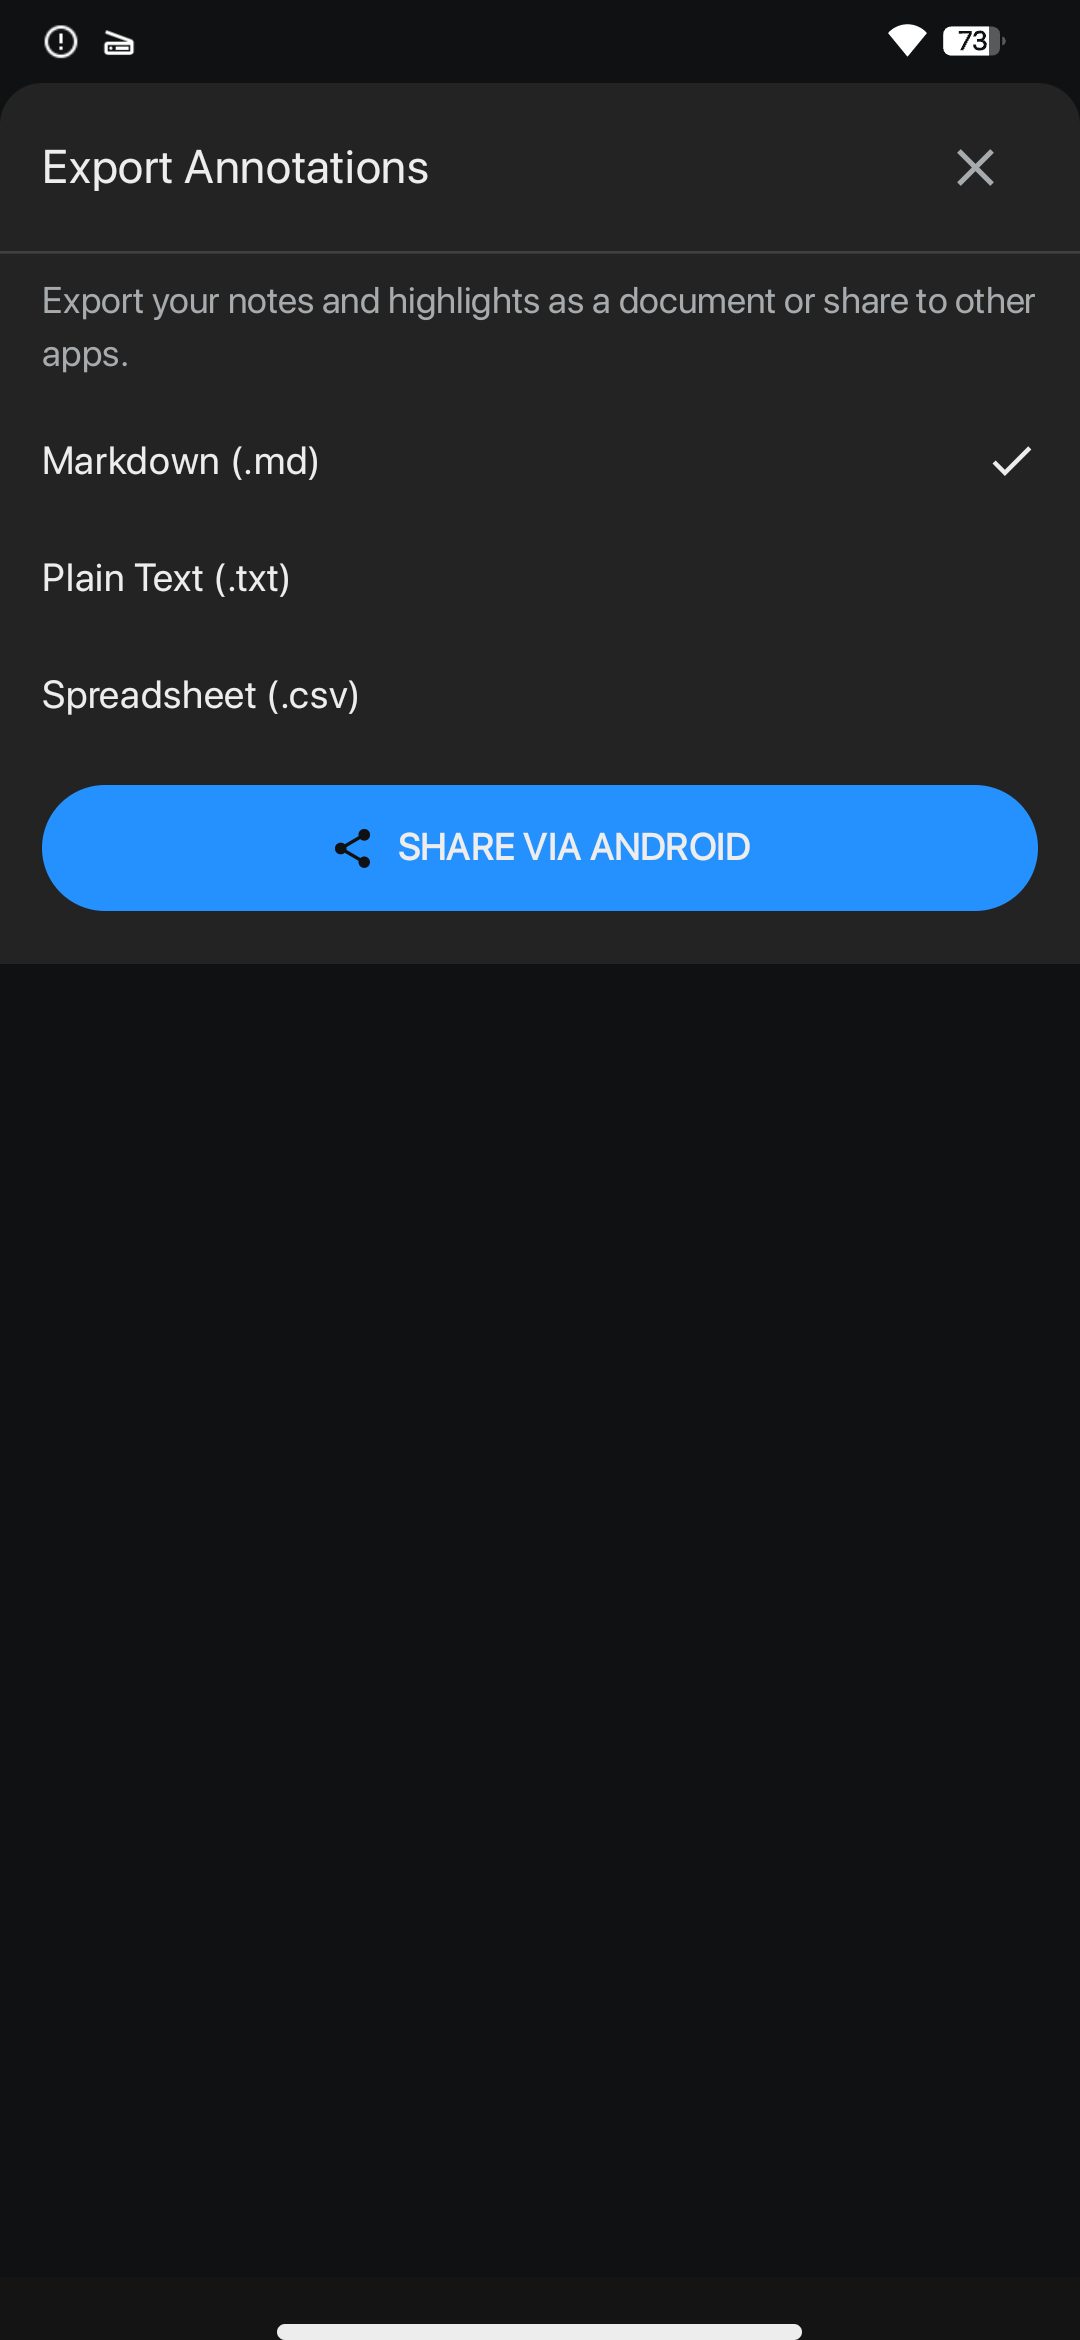 73
Export Annotations
Export your notes and highlights as a document or share to other
apps.
Markdown (.md)
Plain Text (.txt)
Spreadsheet (.csv)
SHARE VIA ANDROID